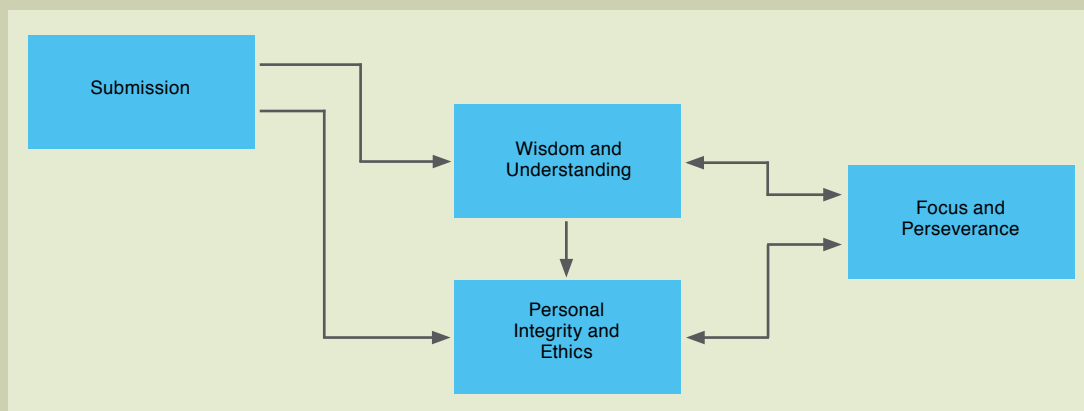 Submission
Wisdom and
Understanding
Focus and
Perseverance
Personal
Integrity and
Ethics